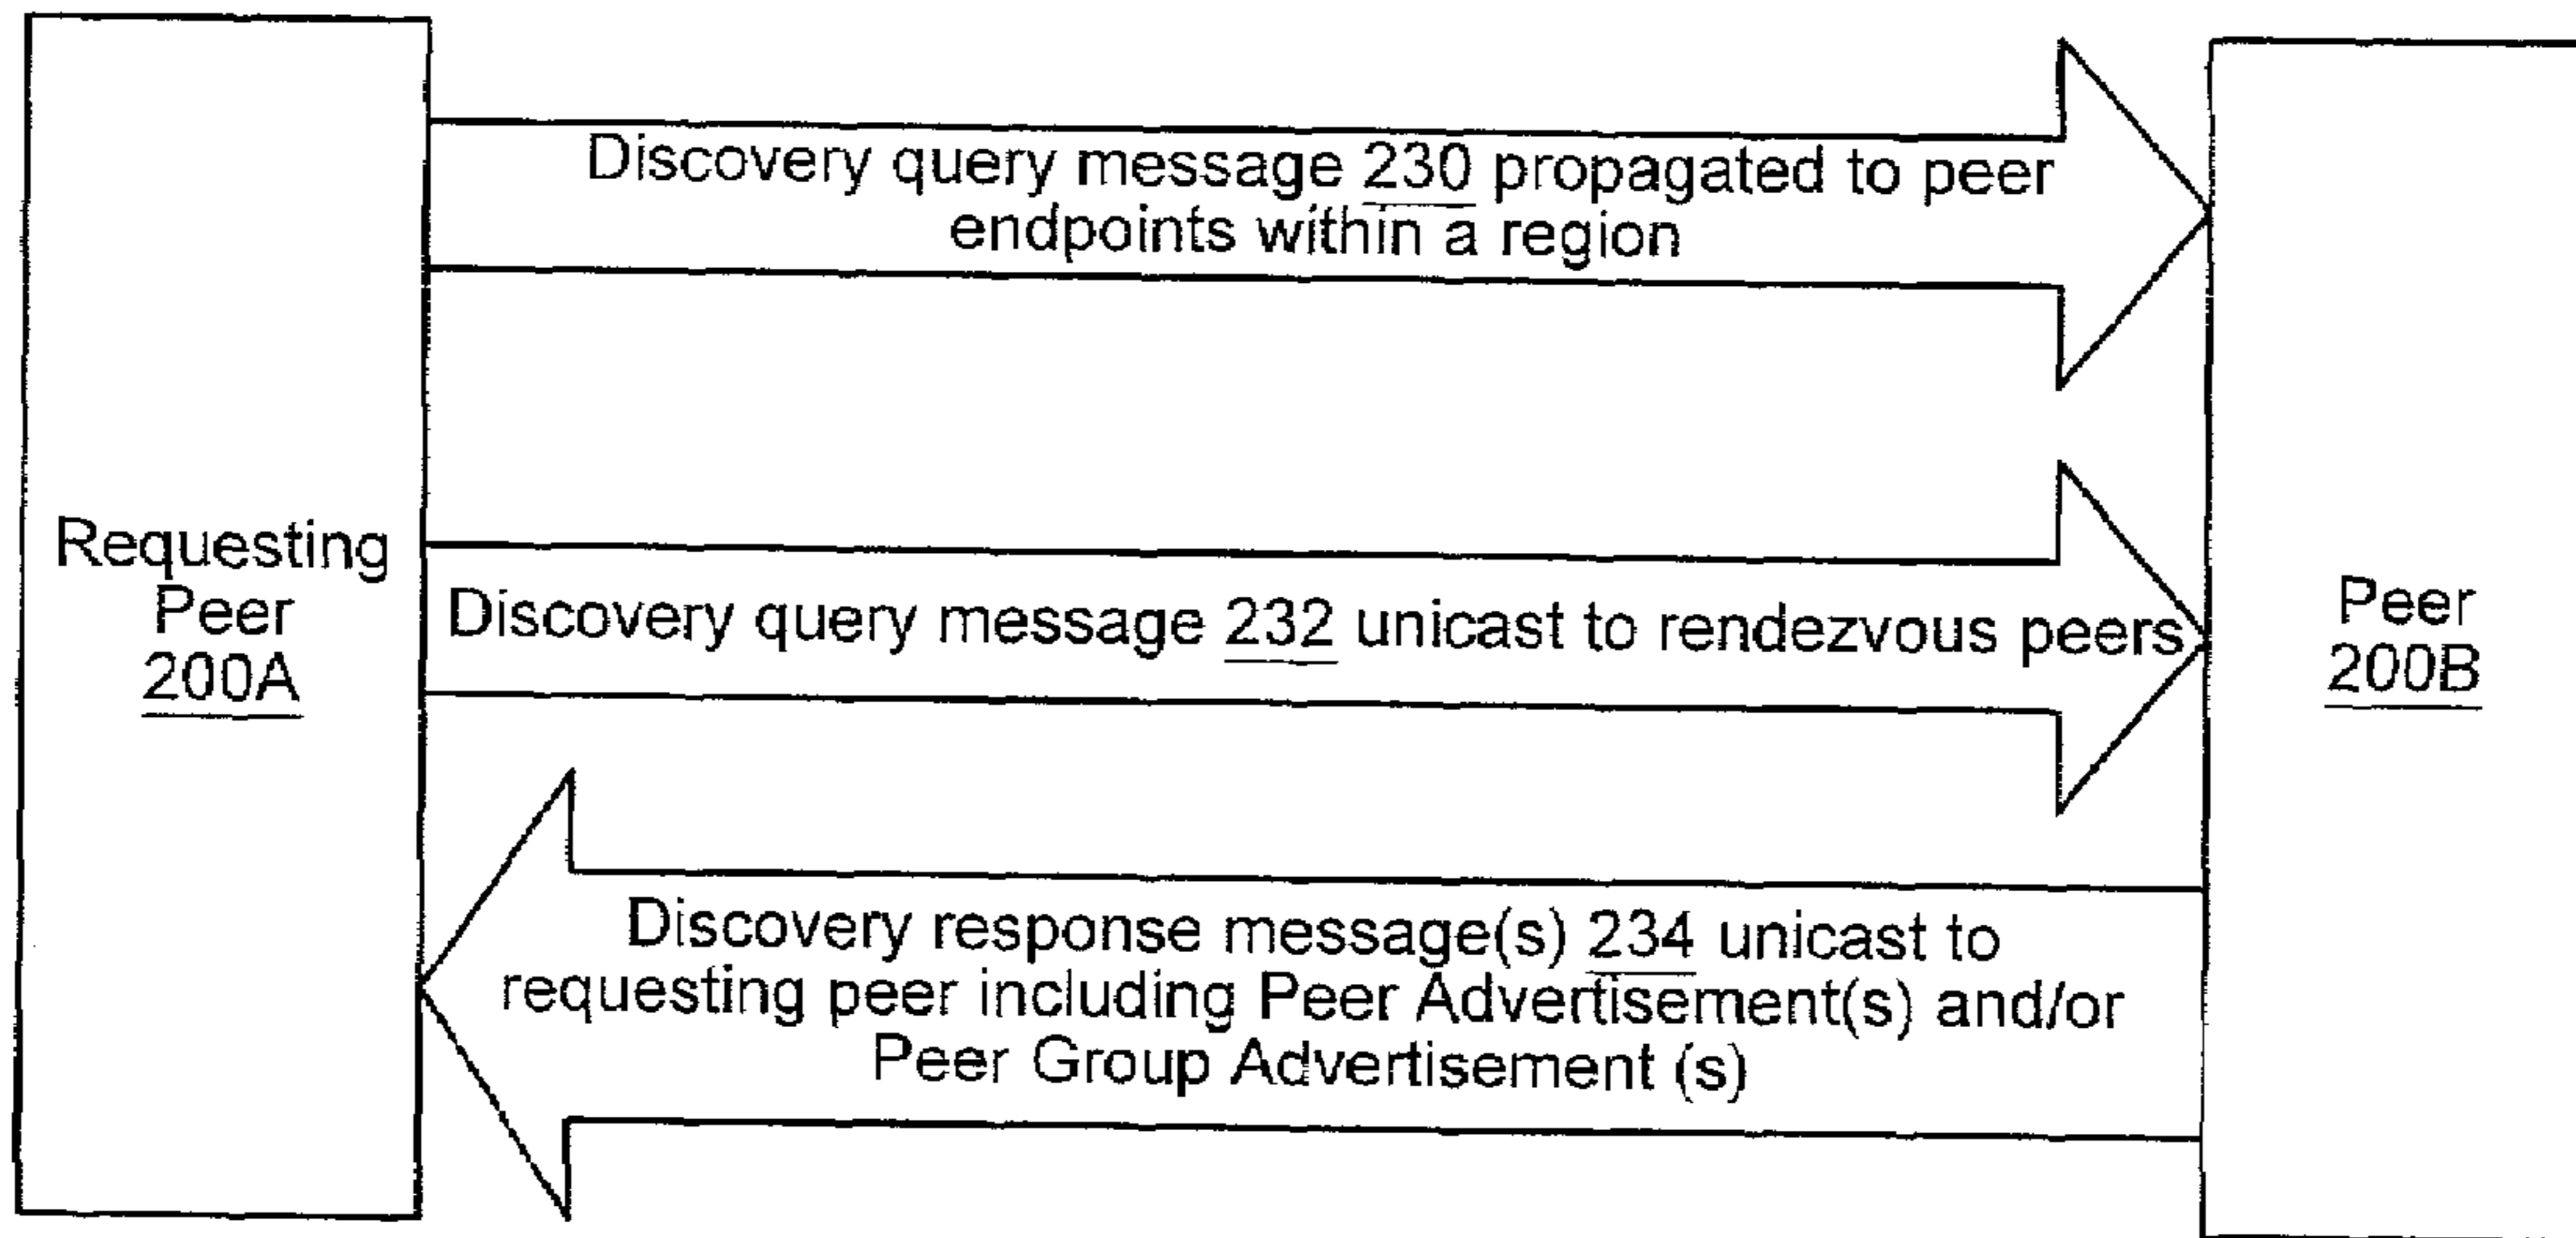 Discovery query message 230 propagated to peer
endpoints within a region
Requesting
Peer
200A
Discovery query message 232 unicast to rendezvous peers
Peer
200B
Discovery response message(s) 234 unicast to
requesting peer including Peer Advertisement(s) and/or
Peer Group Advertisement (s)